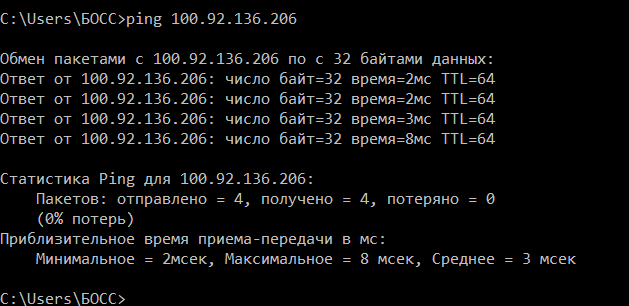 C:\Users\БОСС>ping 100.92.136.206
Обмен пакетами с 100.92.136.206 по с 32 байтами данных:
Ответ от 100.92.136.206: число байт=32 время=2мс TTL=64
Ответ от 100.92.136.206: число байт=32 время=2мс TTL=64
Ответ от 100.92.136.206: число байт=32 время=3мс TTL=64
Ответ от 100.92.136.206: число байт=32 время=8мс TTL=64
Статистика Ping для 100.92.136.206:
Пакетов: отправлено = 4, получено = 4, потеряно = 0
(0% потерь)
Приблизительное время приема-передачи в мс:
Минимальное = 2мсек, Максимальное = 8 мсек, Среднее = 3 мсек
C:\Users\БОСС>